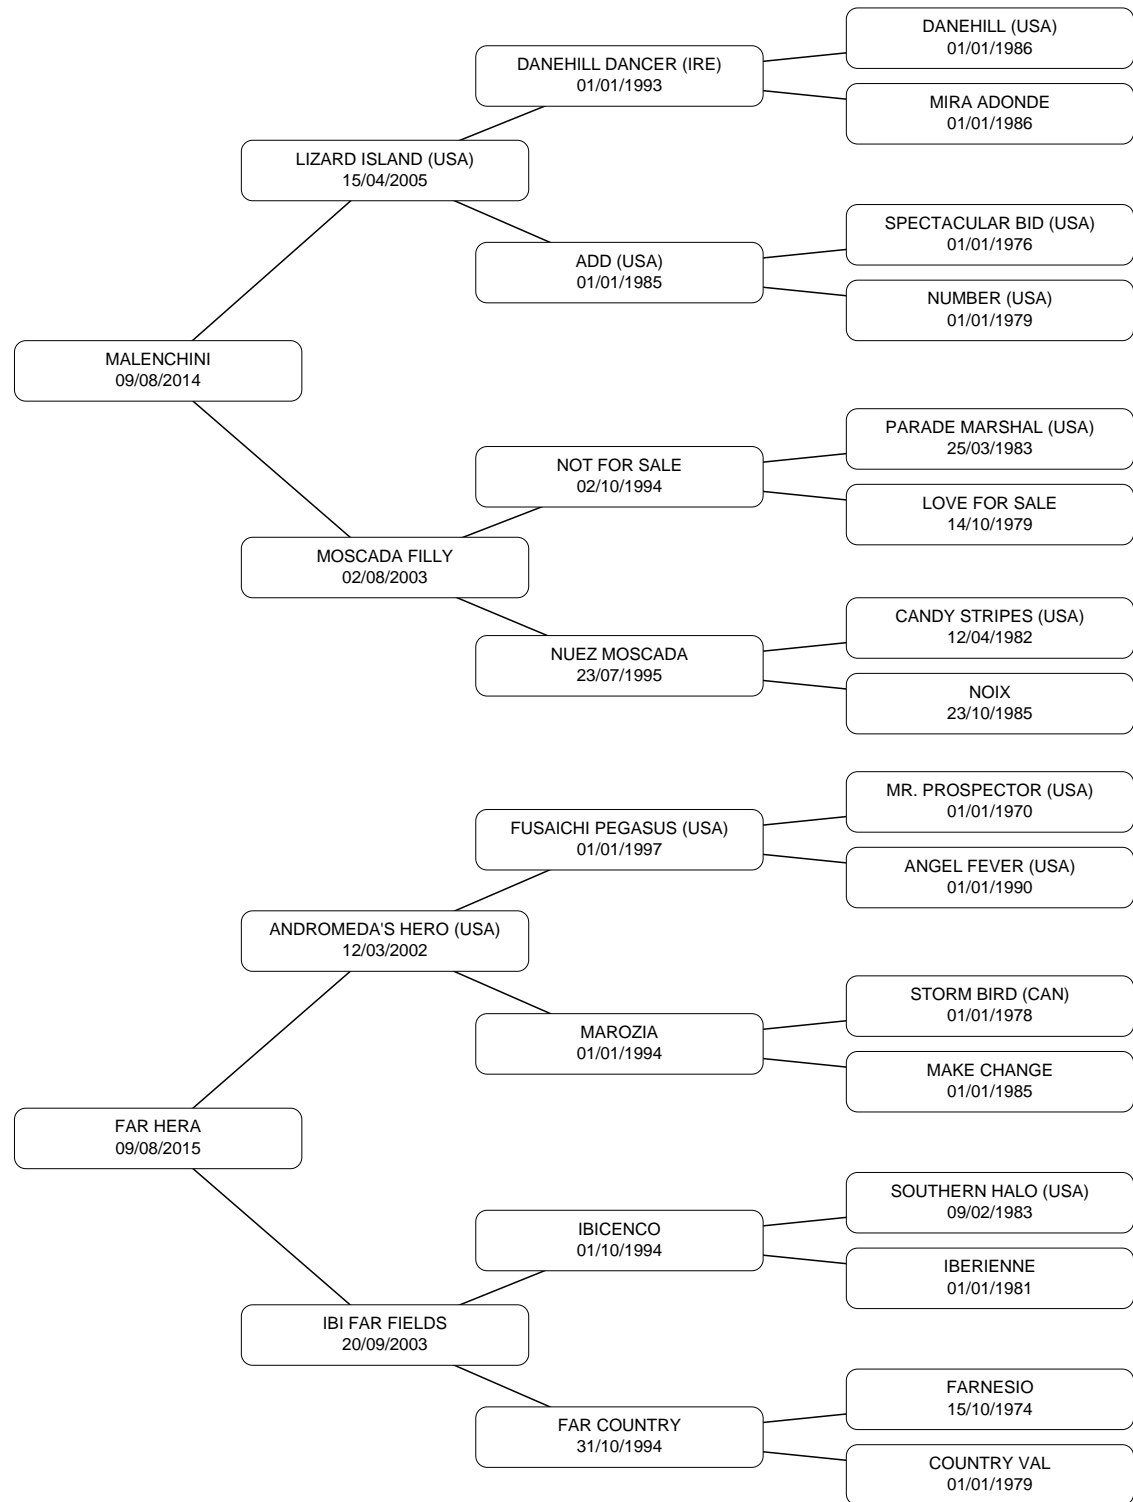 DANEHILL (USA)
01/01/1986
DANEHILL DANCER (IRE)
01/01/1993
MIRA ADONDE
01/01/1986
LIZARD ISLAND (USA)
15/04/2005
SPECTACULAR BID (USA)
01/01/1976
ADD (USA)
01/01/1985
NUMBER (USA)
01/01/1979
MALENCHINI
09/08/2014
PARADE MARSHAL (USA)
25/03/1983
NOT FOR SALE
02/10/1994
LOVE FOR SALE
14/10/1979
MOSCADA FILLY
02/08/2003
CANDY STRIPES (USA)
12/04/1982
NUEZ MOSCADA
23/07/1995
NOIX
23/10/1985
MR. PROSPECTOR (USA)
01/01/1970
FUSAICHI PEGASUS (USA)
01/01/1997
ANGEL FEVER (USA)
01/01/1990
ANDROMEDA'S HERO (USA)
12/03/2002
STORM BIRD (CAN)
01/01/1978
MAROZIA
01/01/1994
MAKE CHANGE
01/01/1985
FAR HERA
09/08/2015
SOUTHERN HALO (USA)
09/02/1983
IBICENCO
01/10/1994
IBERIENNE
01/01/1981
IBI FAR FIELDS
20/09/2003
FARNESIO
15/10/1974
FAR COUNTRY
31/10/1994
COUNTRY VAL
01/01/1979